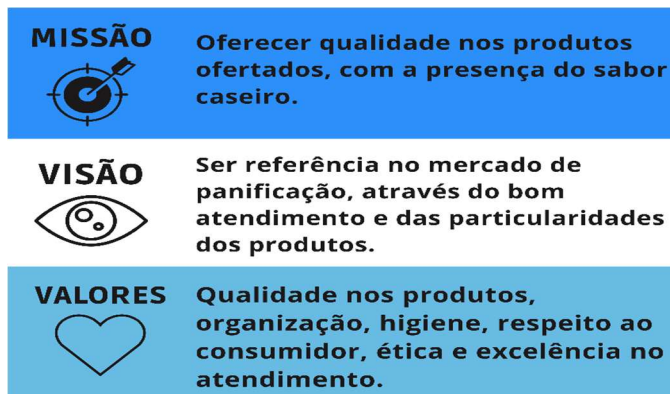 MISSÃO
Oferecer qualidade nos produtos
ofertados, com a presença do sabor
caseiro.
VISÃO
Ser referência no mercado de
panificação, através do bom
atendimento e das particularidades
dos produtos.
VALORES
Qualidade nos produtos,
organização, higiene, respeito ao
consumidor, ética e excelência no
atendimento.